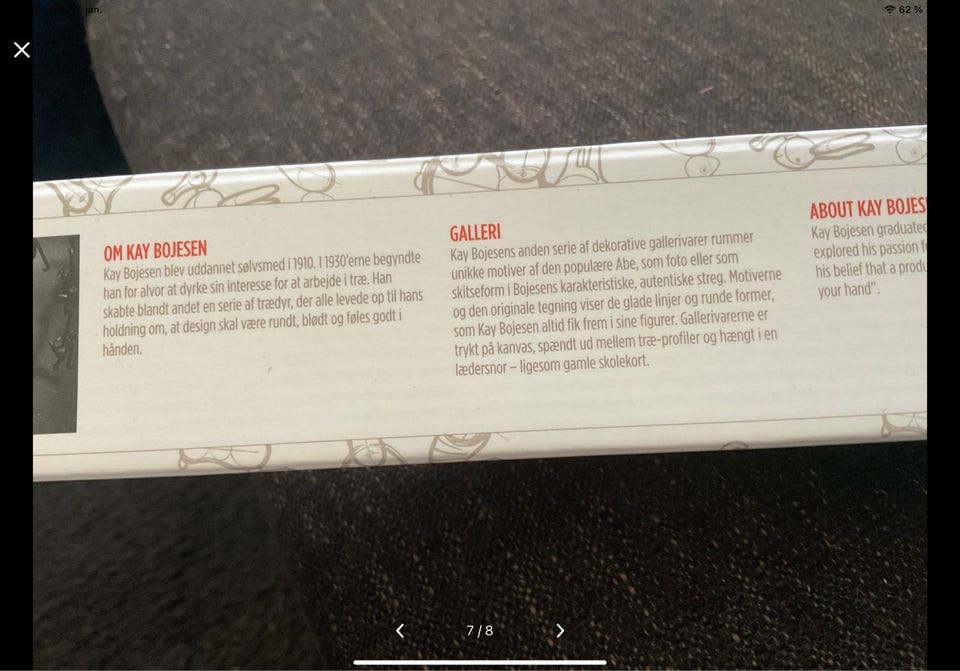 jan.
62 %
OM KAY BOJESEN
Kay Bojesen blev uddannet sølvsmed i 1910. I 1930'erne begyndte
han for alvor at dyrke sin interesse for at arbejde i træ. Han
skabte blandt andet en serie af trædyr, der alle levede op til hans
holdning om, at design skal være rundt, blødt og føles godt i
hånden.
GALLERI
Kay Bojesens anden serie af dekorative gallerivarer rummer
unikke motiver af den populære Abe, som foto eller som
skitseform i Bojesens karakteristiske, autentiske streg. Motiverne
og den originale tegning viser de glade linjer og runde former,
som Kay Bojesen altid fik frem i sine figurer. Gallerivarerne er
trykt på kanvas, spændt ud mellem træ-profiler og hængt i en
lædersnor – ligesom gamle skolekort.
ABOUT KAY BOJES
Kay Bojesen graduated
explored his passion f
his belief that a produ
your hand”.
7 / 8